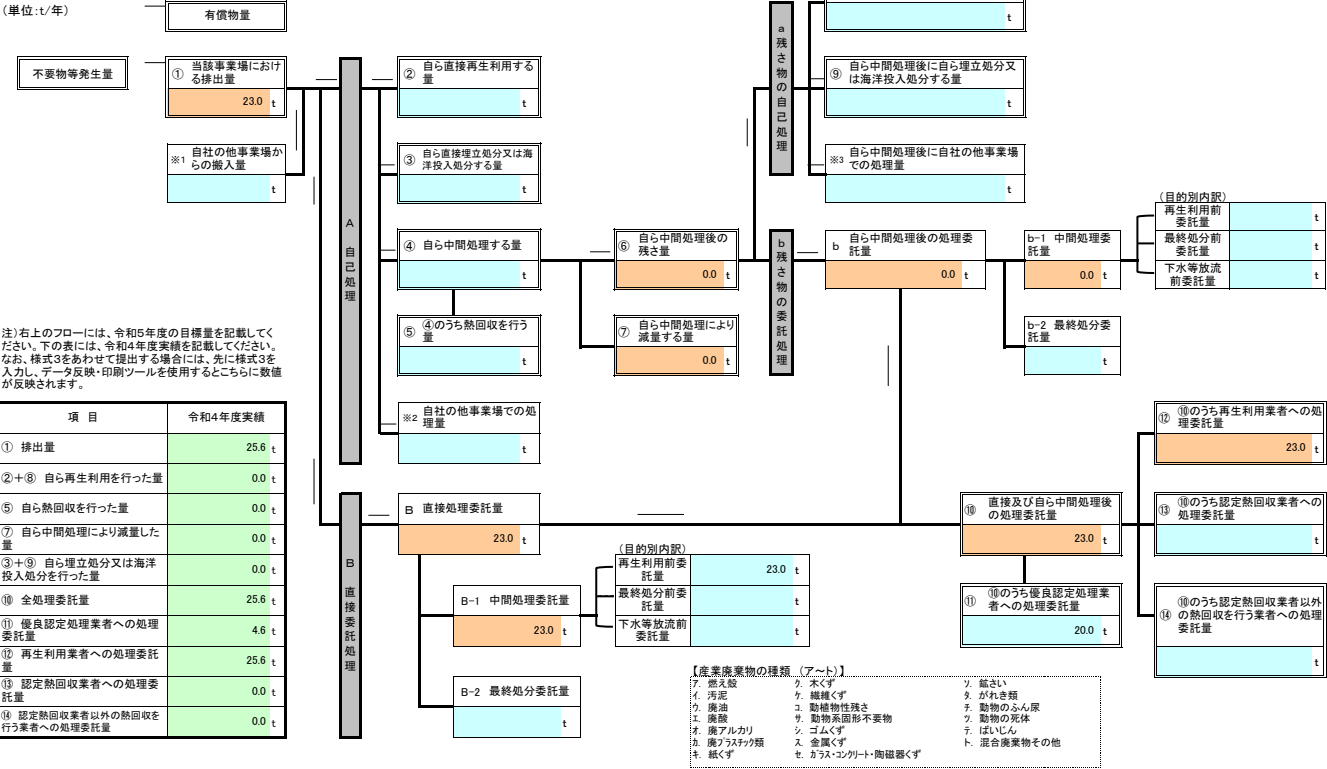 (単位:t/年)
有償物量
t
不要物等発生量
① 当該事業場におけ
る排出量
23.0 t
※1 自社の他事業場か
らの搬入量
t
A 自己処理
② 自ら直接再生利用する
量
t
③ 自ら直接埋立処分又は海
洋投入処分する量
t
④ 自ら中間処理する量
t
⑤ ④のうち熱回収を行う
量
t
※2 自社の他事業場での処
理量
t
⑥ 自ら中間処理後の
残さ量
0.0 t
⑦ 自ら中間処理により
減量する量
0.0 t
a 残さ物の自己処理
⑨ 自ら中間処理後に自ら埋立処分又
は海洋投入処分する量
t
※3 自ら中間処理後に自社の他事業場
での処理量
t
b 残さ物の委託処理
b 自ら中間処理後の処理委
託量
0.0 t
b-1 中間処理委
託量
0.0 t
b-2 最終処分委
託量
t
(目的別内訳)
再生利用前
委託量 t
最終処分前
委託量 t
下水等放流
前委託量 t
注)右上のフローには、令和5年度の目標量を記載してく
ださい。下の表には、令和4年度実績を記載してください。
なお、様式3をあわせて提出する場合には、先に様式3を
入力し、データ反映・印刷ツールを使用するとこちらに数値
が反映されます。
項 目 令和4年度実績
① 排出量 25.6 t
②+⑧ 自ら再生利用を行った量 0.0 t
⑤ 自ら熱回収を行った量 0.0 t
⑦ 自ら中間処理により減量した
量 0.0 t
③+⑨ 自ら埋立処分又は海洋
投入処分を行った量 0.0 t
⑩ 全処理委託量 25.6 t
⑪ 優良認定処理業者への処理
委託量 4.6 t
⑫ 再生利用業者への処理委託
量 25.6 t
⑬ 認定熱回収業者への処理委
託量 0.0 t
⑭ 認定熱回収業者以外の熱回収を
行う業者への処理委託量 0.0 t
B 直接委託処理
B 直接処理委託量
23.0 t
B-1 中間処理委託量
23.0 t
B-2 最終処分委託量
t
(目的別内訳)
再生利用前委
託量 23.0 t
最終処分前委
託量 t
下水等放流前
委託量 t
⑩ 直接及び自ら中間処理後
の処理委託量
23.0 t
⑪ ⑩のうち優良認定処理業
者への処理委託量
20.0 t
⑫ ⑩のうち再生利用業者への処
理委託量
23.0 t
⑬ ⑩のうち認定熱回収業者への
処理委託量
t
⑭ ⑩のうち認定熱回収業者以外
の熱回収を行う業者への処理
委託量
t
【産業廃棄物の種類 (ア~ト)】
ア. 燃え殻 ク. 木くず ソ. 鉱さい
イ. 汚泥 ケ. 繊維くず タ. がれき類
ウ. 廃油 コ. 動植物性残さ チ. 動物のふん尿
エ. 廃酸 サ. 動物系固形不要物 ツ. 動物の死体
オ. 廃アルカリ シ. ゴムくず テ. ばいじん
カ. 廃プラスチック類 ス. 金属くず ト. 混合廃棄物その他
キ. 紙くず セ. ガラス・コンクリート・陶磁器くず